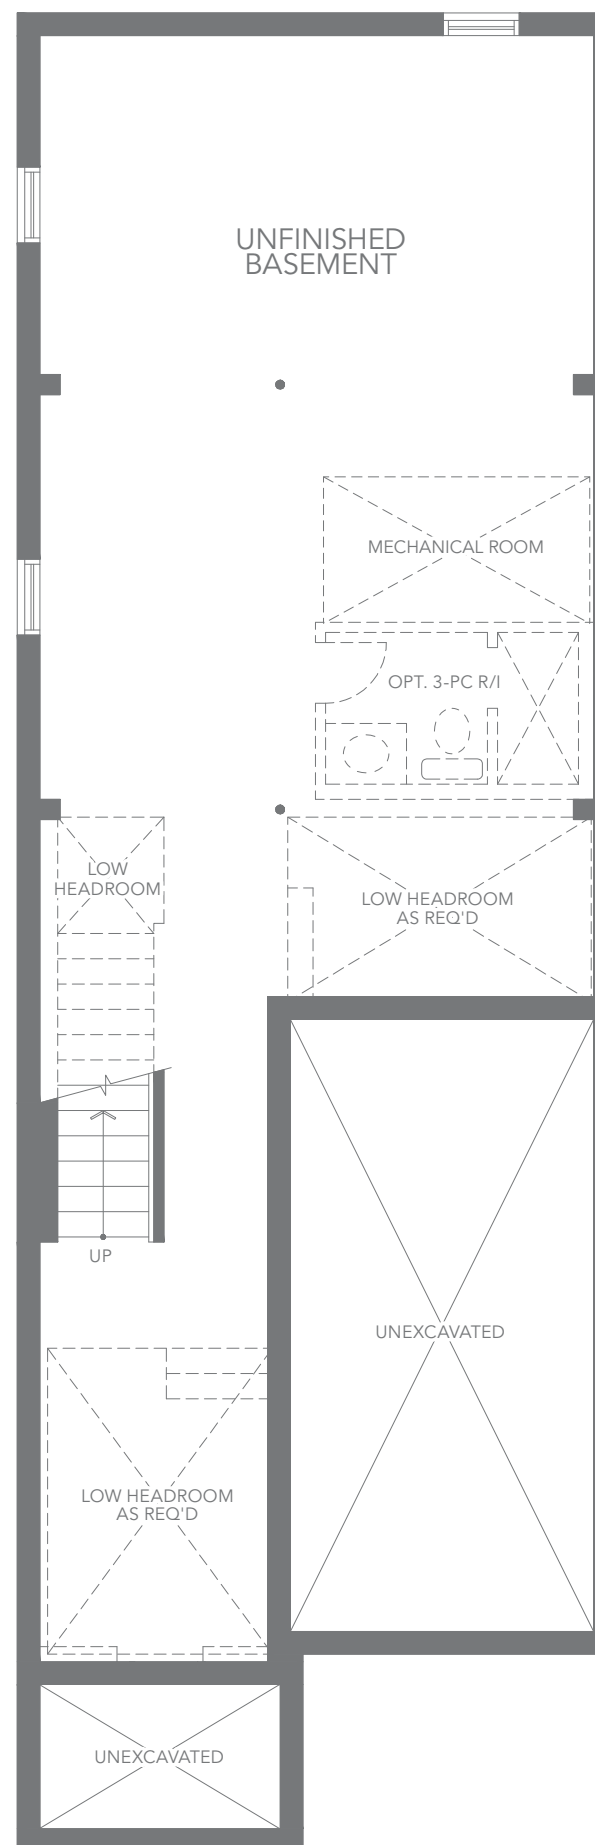 UNFINISHED
BASEMENT
MECHANICAL ROOM
OPT. 3-PC R/I
LOW
HEADROOM
LOW HEADROOM
AS REQ'D
UP
UNEXCAVATED
LOW HEADROOM
AS REQ'D
UNEXCAVATED